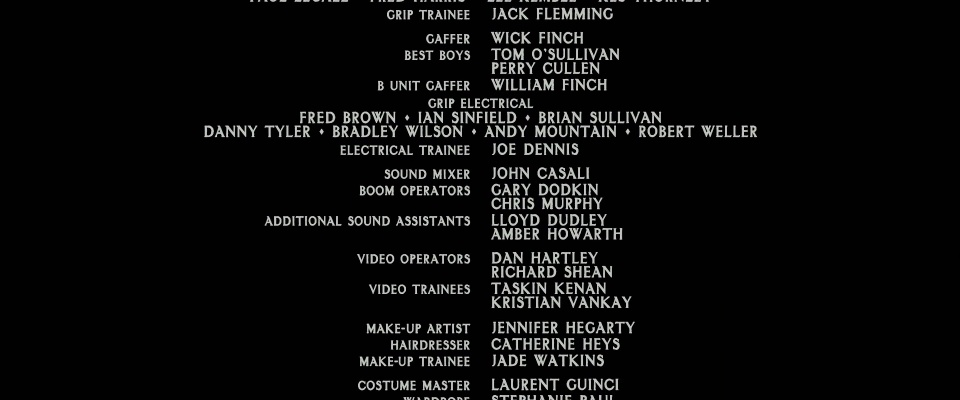 GRIP TRAINEE JACK FLEMMING
GAFFER WICK FINCH
BEST BOYS TOM O'SULLIVAN
PERRY CULLEN
B UNIT GAFFER WILLIAM FINCH
GRIP ELECTRICAL
FRED BROWN ♦ IAN SINFIELD ♦ BRIAN SULLIVAN
DANNY TYLER ♦ BRADLEY WILSON ♦ ANDY MOUNTAIN ♦ ROBERT WELLER
ELECTRICAL TRAINEE JOE DENNIS
SOUND MIXER JOHN CASALI
BOOM OPERATORS GARY DODKIN
CHRIS MURPHY
ADDITIONAL SOUND ASSISTANTS LLOYD DUDLEY
AMBER HOWARTH
VIDEO OPERATORS DAN HARTLEY
RICHARD SHEAN
VIDEO TRAINEES TASKIN KENAN
KRISTIAN VANKAY
MAKE-UP ARTIST JENNIFER HEGARTY
HAIRDRESSER CATHERINE HEYS
MAKE-UP TRAINEE JADE WATKINS
COSTUME MASTER LAURENT GUINCI